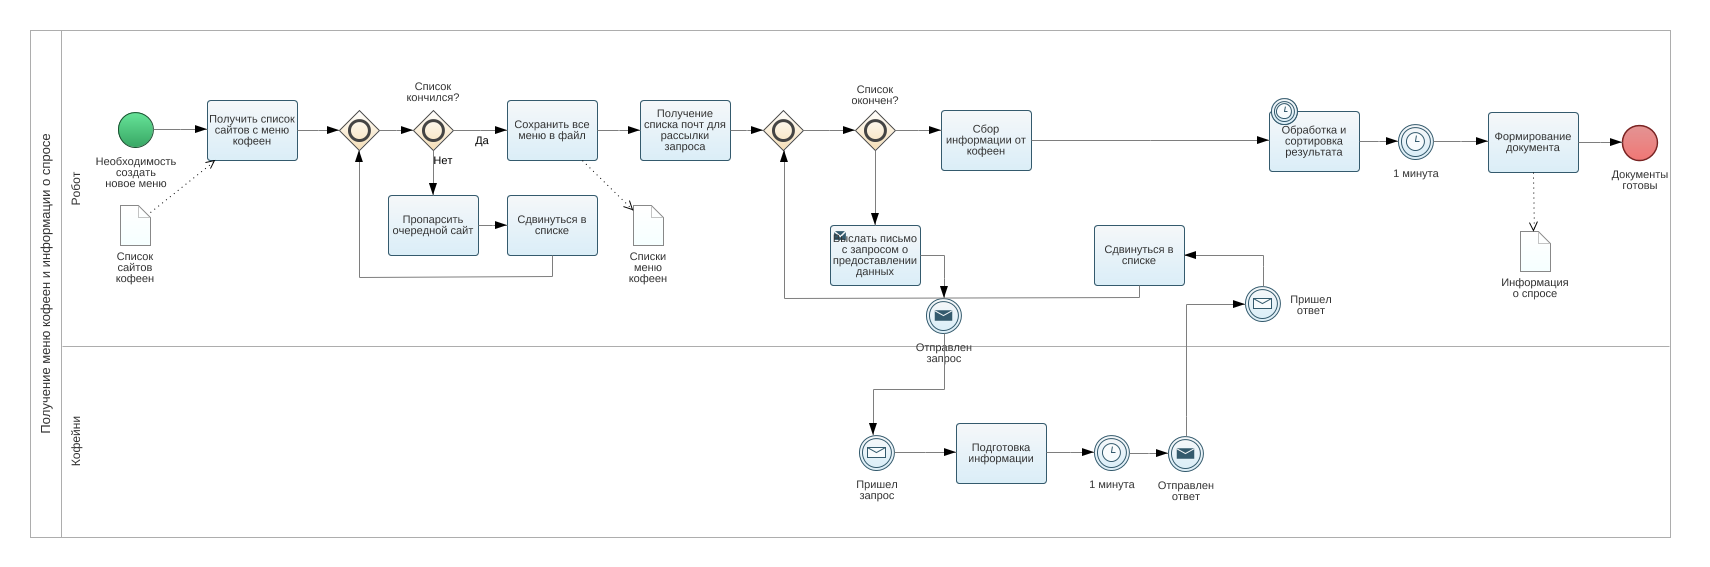 Получение меню кофеен и информации о спросе
Робот
Кофейни
Необходимость
создать
новое меню
Получить список
сайтов с меню
кофеен
Список
сайтов
кофеен
Список
кончился?
Да
Нет
Пропарсить
очередной сайт
Сдвинуться в
списке
Сохранить все
меню в файл
Списки
меню
кофеен
Получение
списка почт для
рассылки
запроса
Список
окончен?
Сбор
информации от
кофеен
Выслать письмо
с запросом о
предоставлении
данных
Отправлен
запрос
Сдвинуться в
списке
Пришел
ответ
Обработка и
сортировка
результата
1 минута
Формирование
документа
Информация
о спросе
Документы
готовы
Пришел
запрос
Подготовка
информации
1 минута
Отправлен
ответ